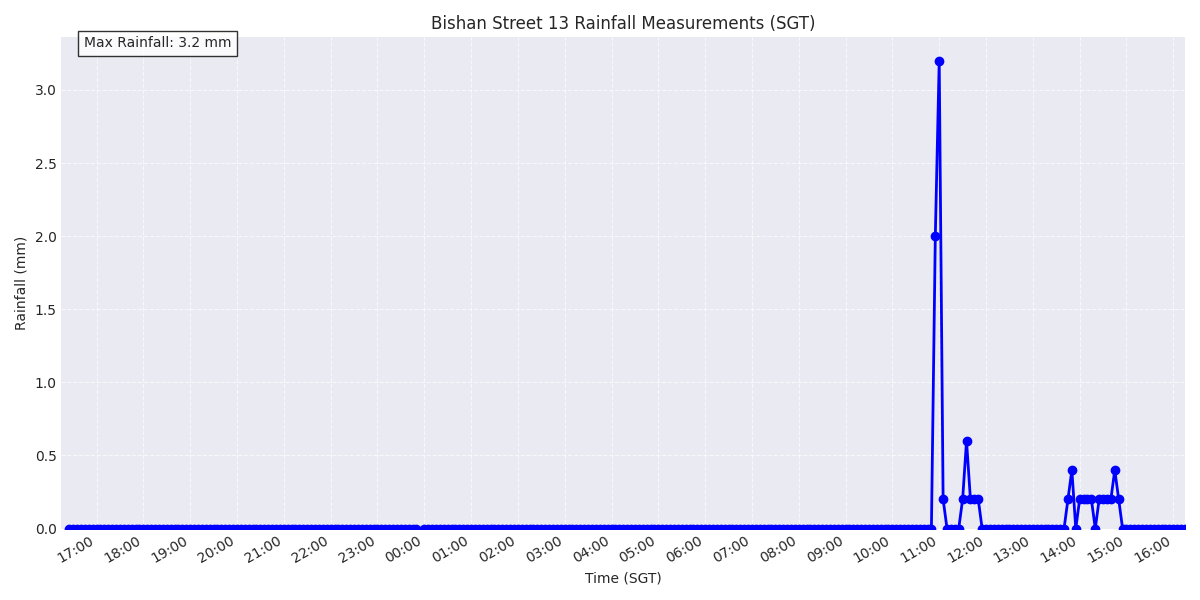 Bishan Street 13 Rainfall Measurements (SGT)
Max Rainfall: 3.2 mm
3.0
2.5
2.0
1.5
1.0
0.5
0.0
Rainfall (mm)
17:00 18:00 19:00 20:00 21:00 22:00 23:00 00:00 01:00 02:00 03:00 04:00 05:00 06:00 07:00 08:00 09:00 10:00 11:00 12:00 13:00 14:00 15:00 16:00
Time (SGT)